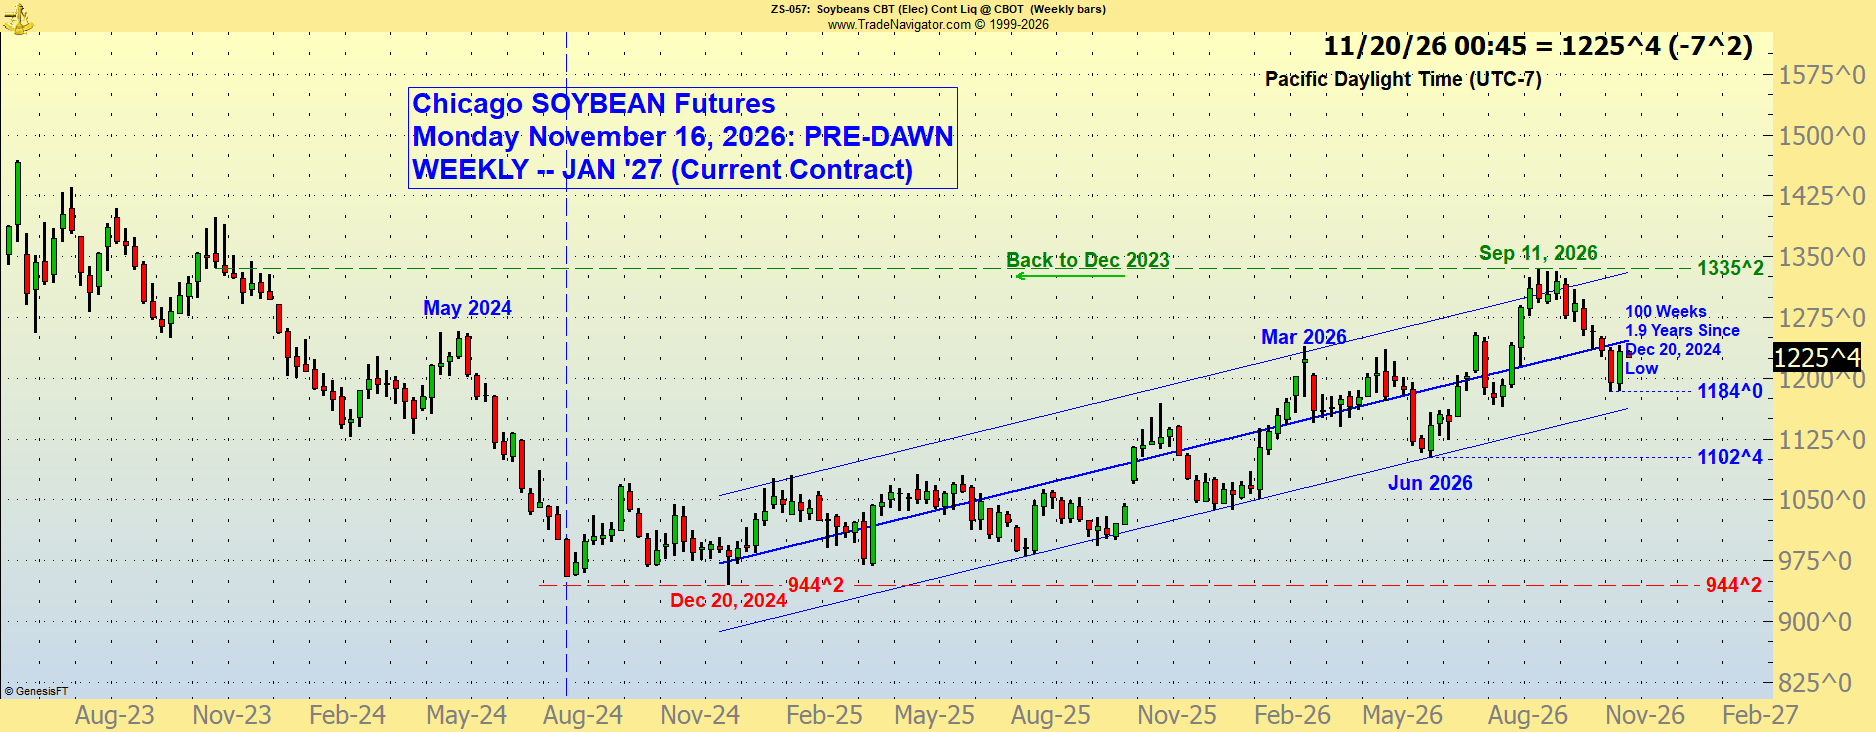 ZS-057: Soybeans CBT (Elec) Cont Liq @ CBOT (Weekly bars)
www.TradeNavigator.com © 1999-2026
11/20/26 00:45 = 1225^4 (-7^2)
Pacific Daylight Time (UTC-7)
Chicago SOYBEAN Futures
Monday November 16, 2026: PRE-DAWN
WEEKLY -- JAN '27 (Current Contract)
1575^0
1500^0
1425^0
1350^0
1275^0
1225^4
1200^0
1125^0
1050^0
975^0
900^0
825^0
Back to Dec 2023
Sep 11, 2026
1335^2
May 2024
Mar 2026
100 Weeks
1.9 Years Since
Dec 20, 2024
Low
1184^0
1102^4
Jun 2026
944^2
944^2
Dec 20, 2024
© GenesisFT
Aug-23 Nov-23 Feb-24 May-24 Aug-24 Nov-24 Feb-25 May-25 Aug-25 Nov-25 Feb-26 May-26 Aug-26 Nov-26 Feb-27